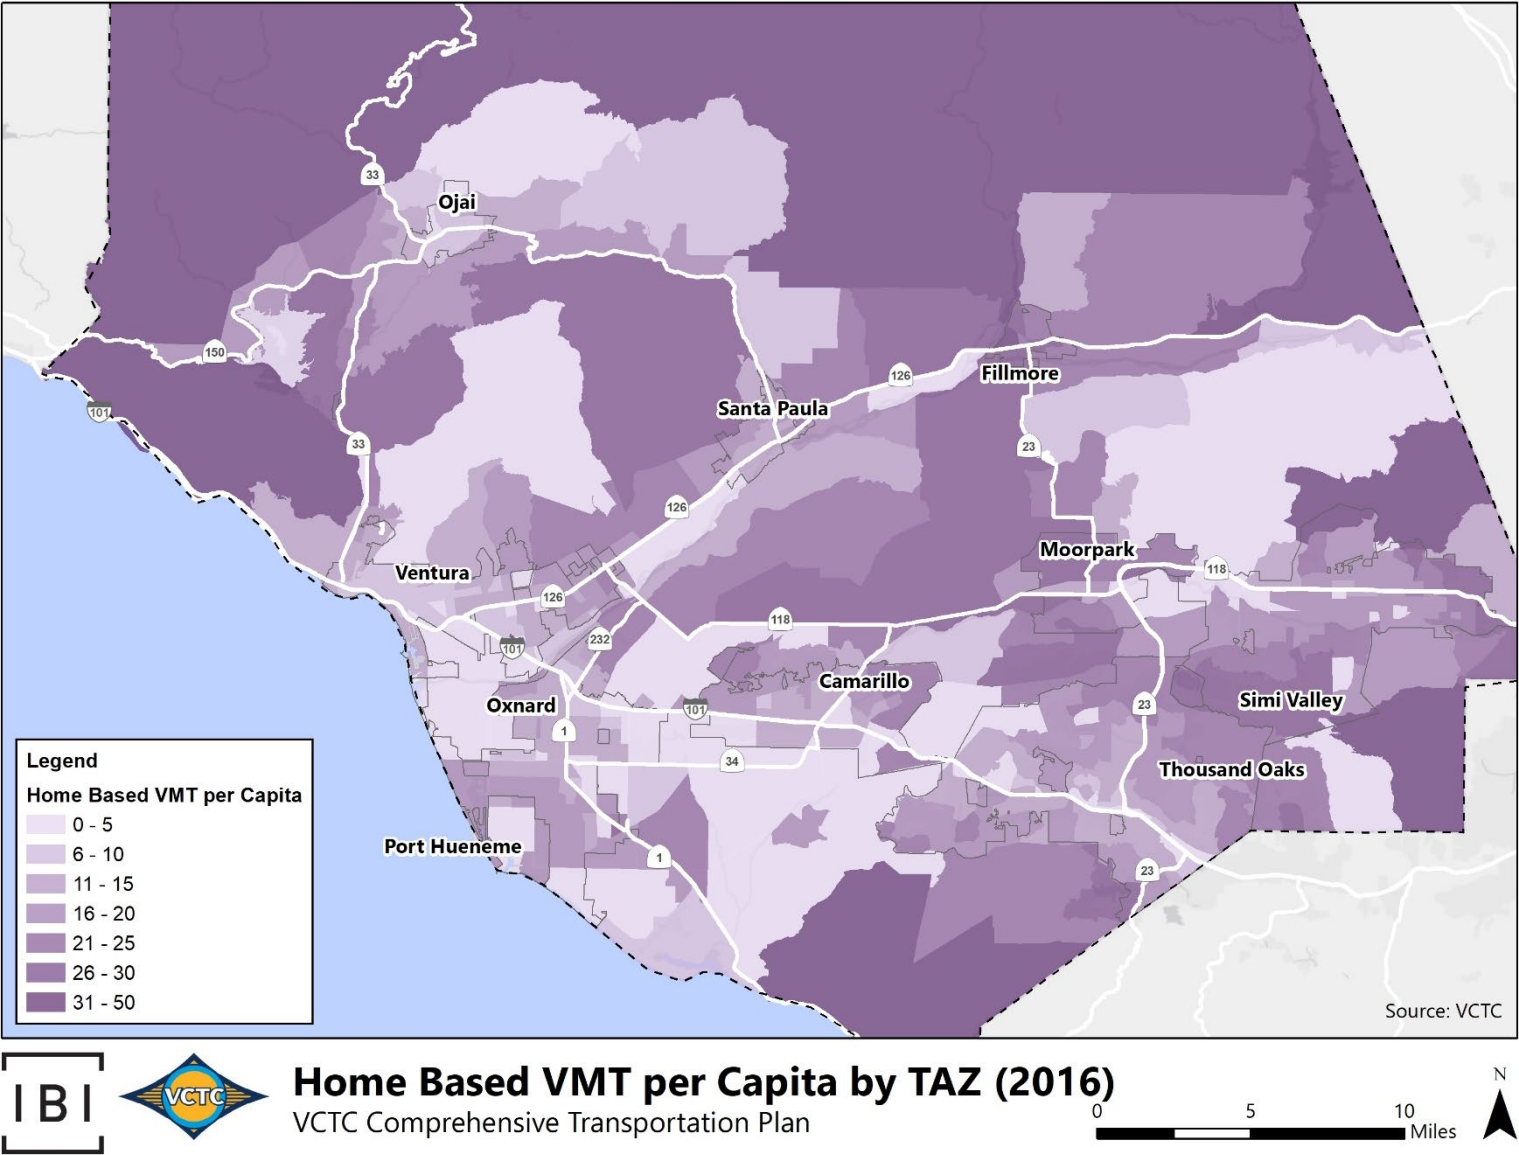 33
Ojai
150
101
126
Fillmore
Santa Paula
33
23
126
Moorpark
Ventura
118
126
118
232
101
Camarillo
Simi Valley
Oxnard
101
23
1
34
Thousand Oaks
Port Hueneme
1
23
Legend
Home Based VMT per Capita
0 - 5
6 - 10
11 - 15
16 - 20
21 - 25
26 - 30
31 - 50
Source: VCTC
IBI
VCTC
Home Based VMT per Capita by TAZ (2016)
VCTC Comprehensive Transportation Plan
N
0 5 10
Miles